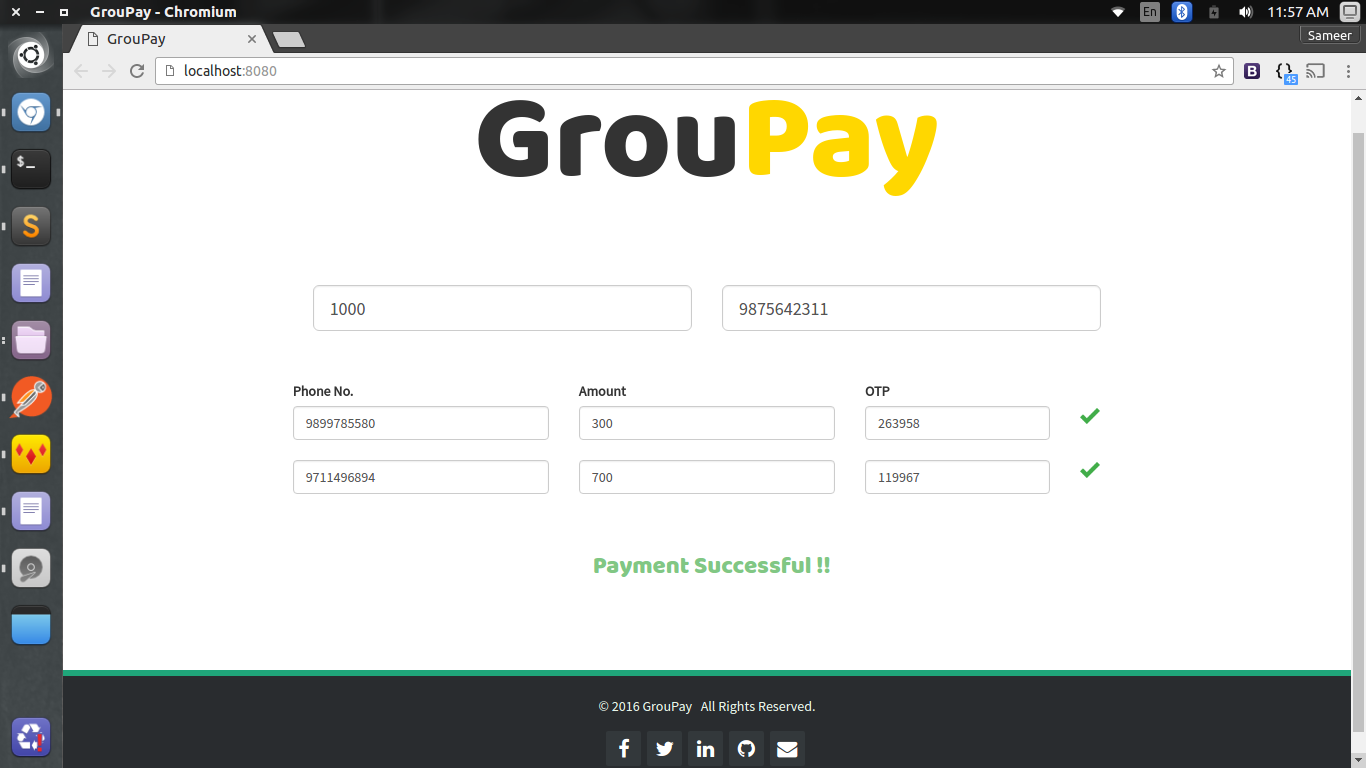 GrouPay - Chromium
En
11:57 AM
GrouPay
Sameer
localhost:8080
B
{}
45
$_
S
GrouPay
1000
9875642311
Phone No. Amount OTP
9899785580 300 263958
9711496894 700 119967
Payment Successful !!
© 2016 GrouPay All Rights Reserved.